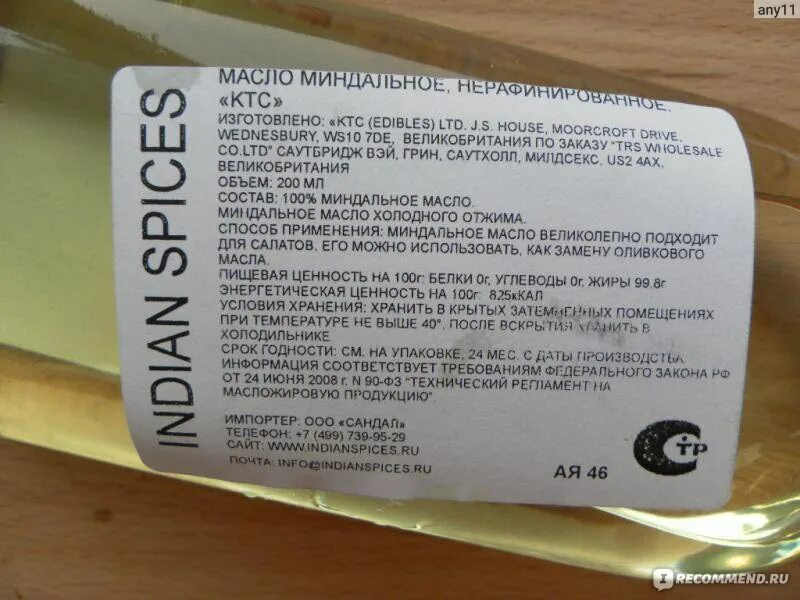 any11
INDIAN SPICES
МАСЛО МИНДАЛЬНОЕ, НЕРАФИНИРОВАННОЕ.
«КТС»
ИЗГОТОВЛЕНО: «КТС (EDIBLES) LTD. J.S. HOUSE, MOORCROFT DRIVE,
WEDNESBURY, WS10 7DE, ВЕЛИКОБРИТАНИЯ ПО ЗАКАЗУ "TRS WHOLESALE
CO.LTD" САУТБРИДЖ ВЭЙ, ГРИН, САУТХОЛЛ, МИЛДСЕКС, US2 4AX,
ВЕЛИКОБРИТАНИЯ
ОБЪЕМ: 200 МЛ
СОСТАВ: 100% МИНДАЛЬНОЕ МАСЛО.
МИНДАЛЬНОЕ МАСЛО ХОЛОДНОГО ОТЖИМА.
СПОСОБ ПРИМЕНЕНИЯ: МИНДАЛЬНОЕ МАСЛО ВЕЛИКОЛЕПНО ПОДХОДИТ
ДЛЯ САЛАТОВ. ЕГО МОЖНО ИСПОЛЬЗОВАТЬ, КАК ЗАМЕНУ ОЛИВКОВОГО
МАСЛА.
ПИЩЕВАЯ ЦЕННОСТЬ НА 100г: БЕЛКИ 0г, УГЛЕВОДЫ 0г. ЖИРЫ 99.8г
ЭНЕРГЕТИЧЕСКАЯ ЦЕННОСТЬ НА 100г: 825кКАЛ
УСЛОВИЯ ХРАНЕНИЯ: ХРАНИТЬ В КРЫТЫХ ЗАТЕМНЕННЫХ ПОМЕЩЕНИЯХ
ПРИ ТЕМПЕРАТУРЕ НЕ ВЫШЕ 40°. ПОСЛЕ ВСКРЫТИЯ ХРАНИТЬ В
ХОЛОДИЛЬНИКЕ
СРОК ГОДНОСТИ: СМ. НА УПАКОВКЕ, 24 МЕС. С ДАТЫ ПРОИЗВОДСТВА.
ИНФОРМАЦИЯ СООТВЕТСТВУЕТ ТРЕБОВАНИЯМ ФЕДЕРАЛЬНОГО ЗАКОНА РФ
ОТ 24 ИЮНЯ 2008 г. N 90-ФЗ "ТЕХНИЧЕСКИЙ РЕГЛАМЕНТ НА
МАСЛОЖИРОВУЮ ПРОДУКЦИЮ"
ИМПОРТЕР: ООО «САНДАЛ»
ТЕЛЕФОН: +7 (499) 739-95-29
САЙТ: WWW.INDIANSPICES.RU
ПОЧТА: INFO@INDIANSPICES.RU
АЯ 46
ТР
IRECOMMEND.RU